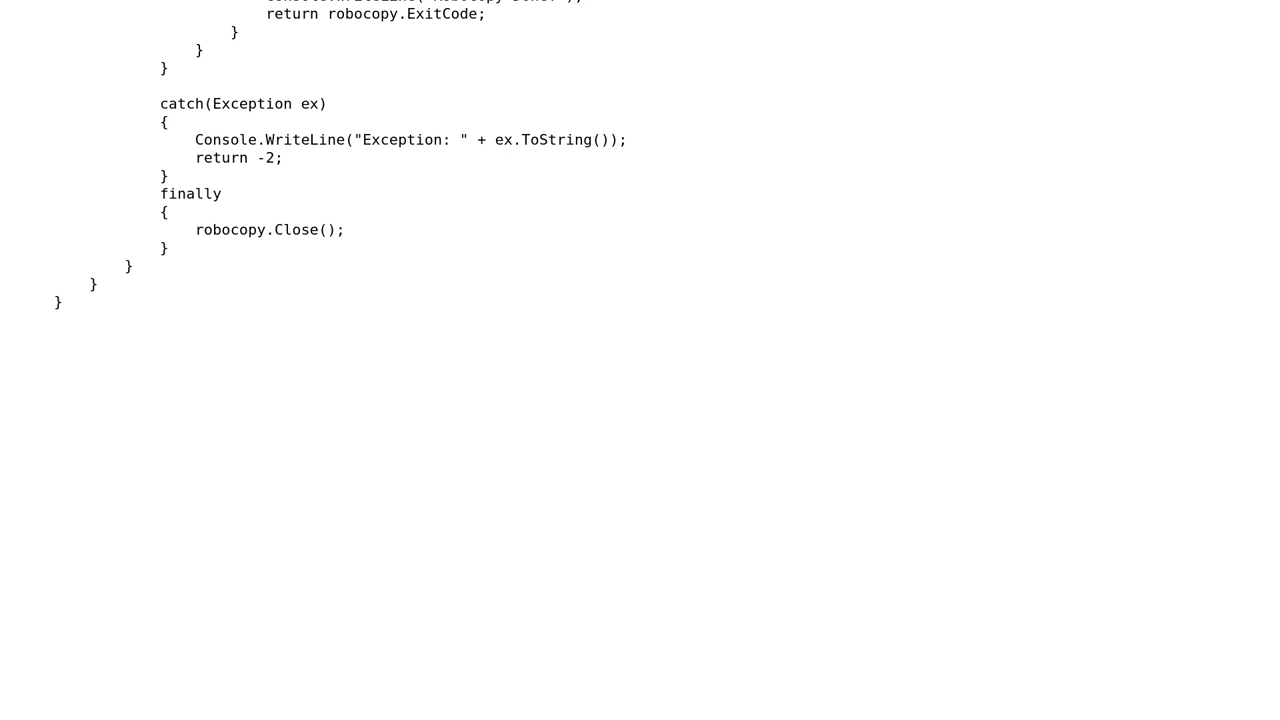 return robocopy.ExitCode;
}
}
}
catch(Exception ex)
{
Console.WriteLine("Exception: " + ex.ToString());
return -2;
}
finally
{
robocopy.Close();
}
}
}
}